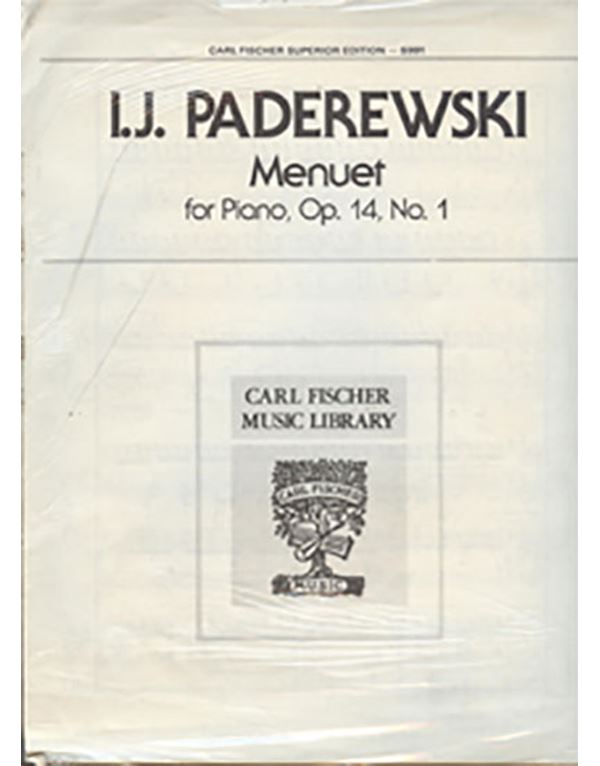 CARL FISCHER SUPERIOR EDITION — S3911
I.J. PADEREWSKI
Menuet
for Piano, Op. 14, No. 1
CARL FISCHER
MUSIC LIBRARY
CARL FISCHER
MUSIC